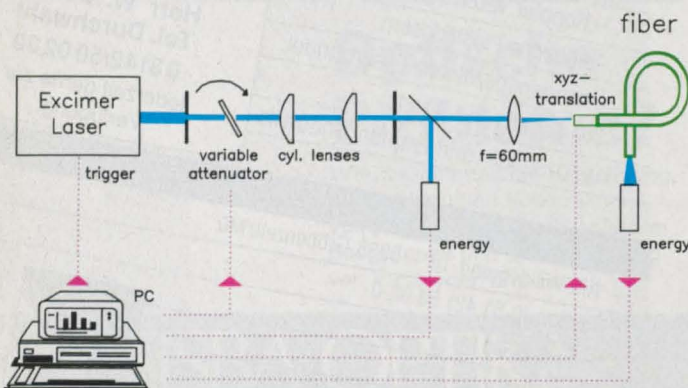 fiber
xyz-
translation
Excimer
Laser
trigger
variable
attenuator
cyl. lenses
f=60mm
energy
energy
PC